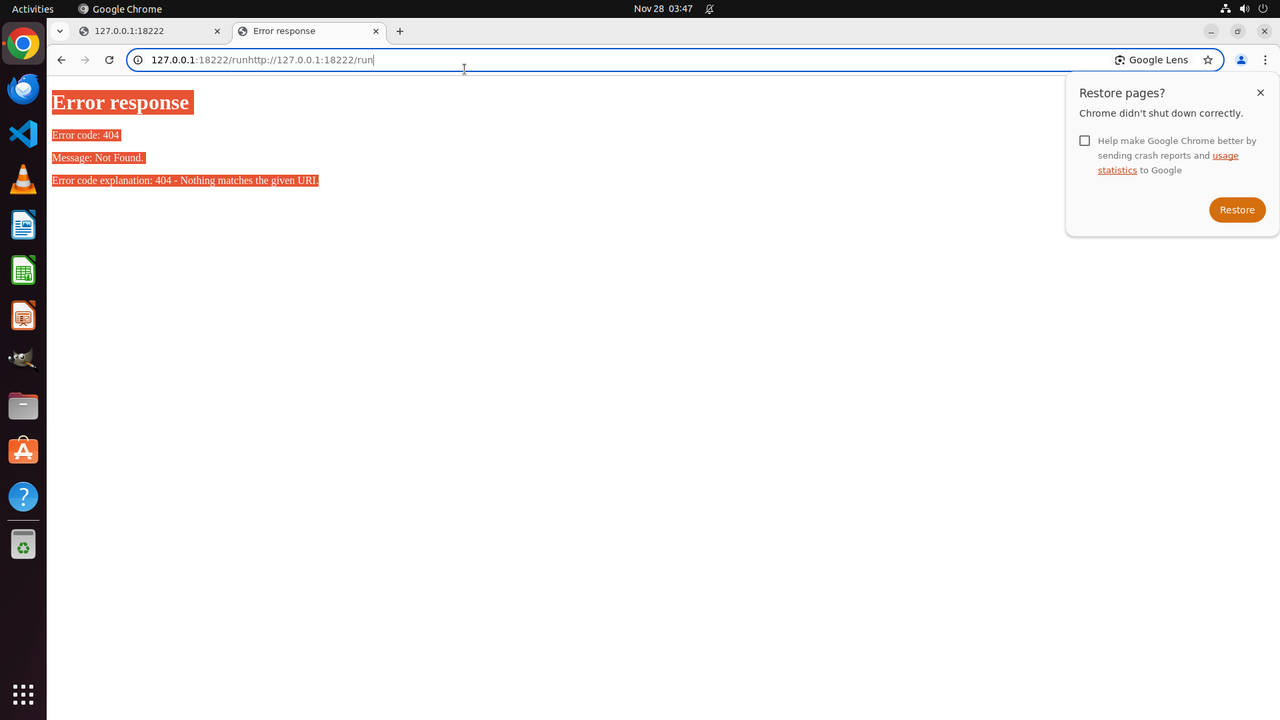 Activities
Google Chrome
Nov 28 03:47
127.0.0.1:18222
Error response
127.0.0.1:18222/runhttp://127.0.0.1:18222/run
Google Lens
Error response
Error code: 404
Message: Not Found.
Error code explanation: 404 - Nothing matches the given URI.
Restore pages?
Chrome didn't shut down correctly.
Help make Google Chrome better by
sending crash reports and usage
statistics to Google
Restore